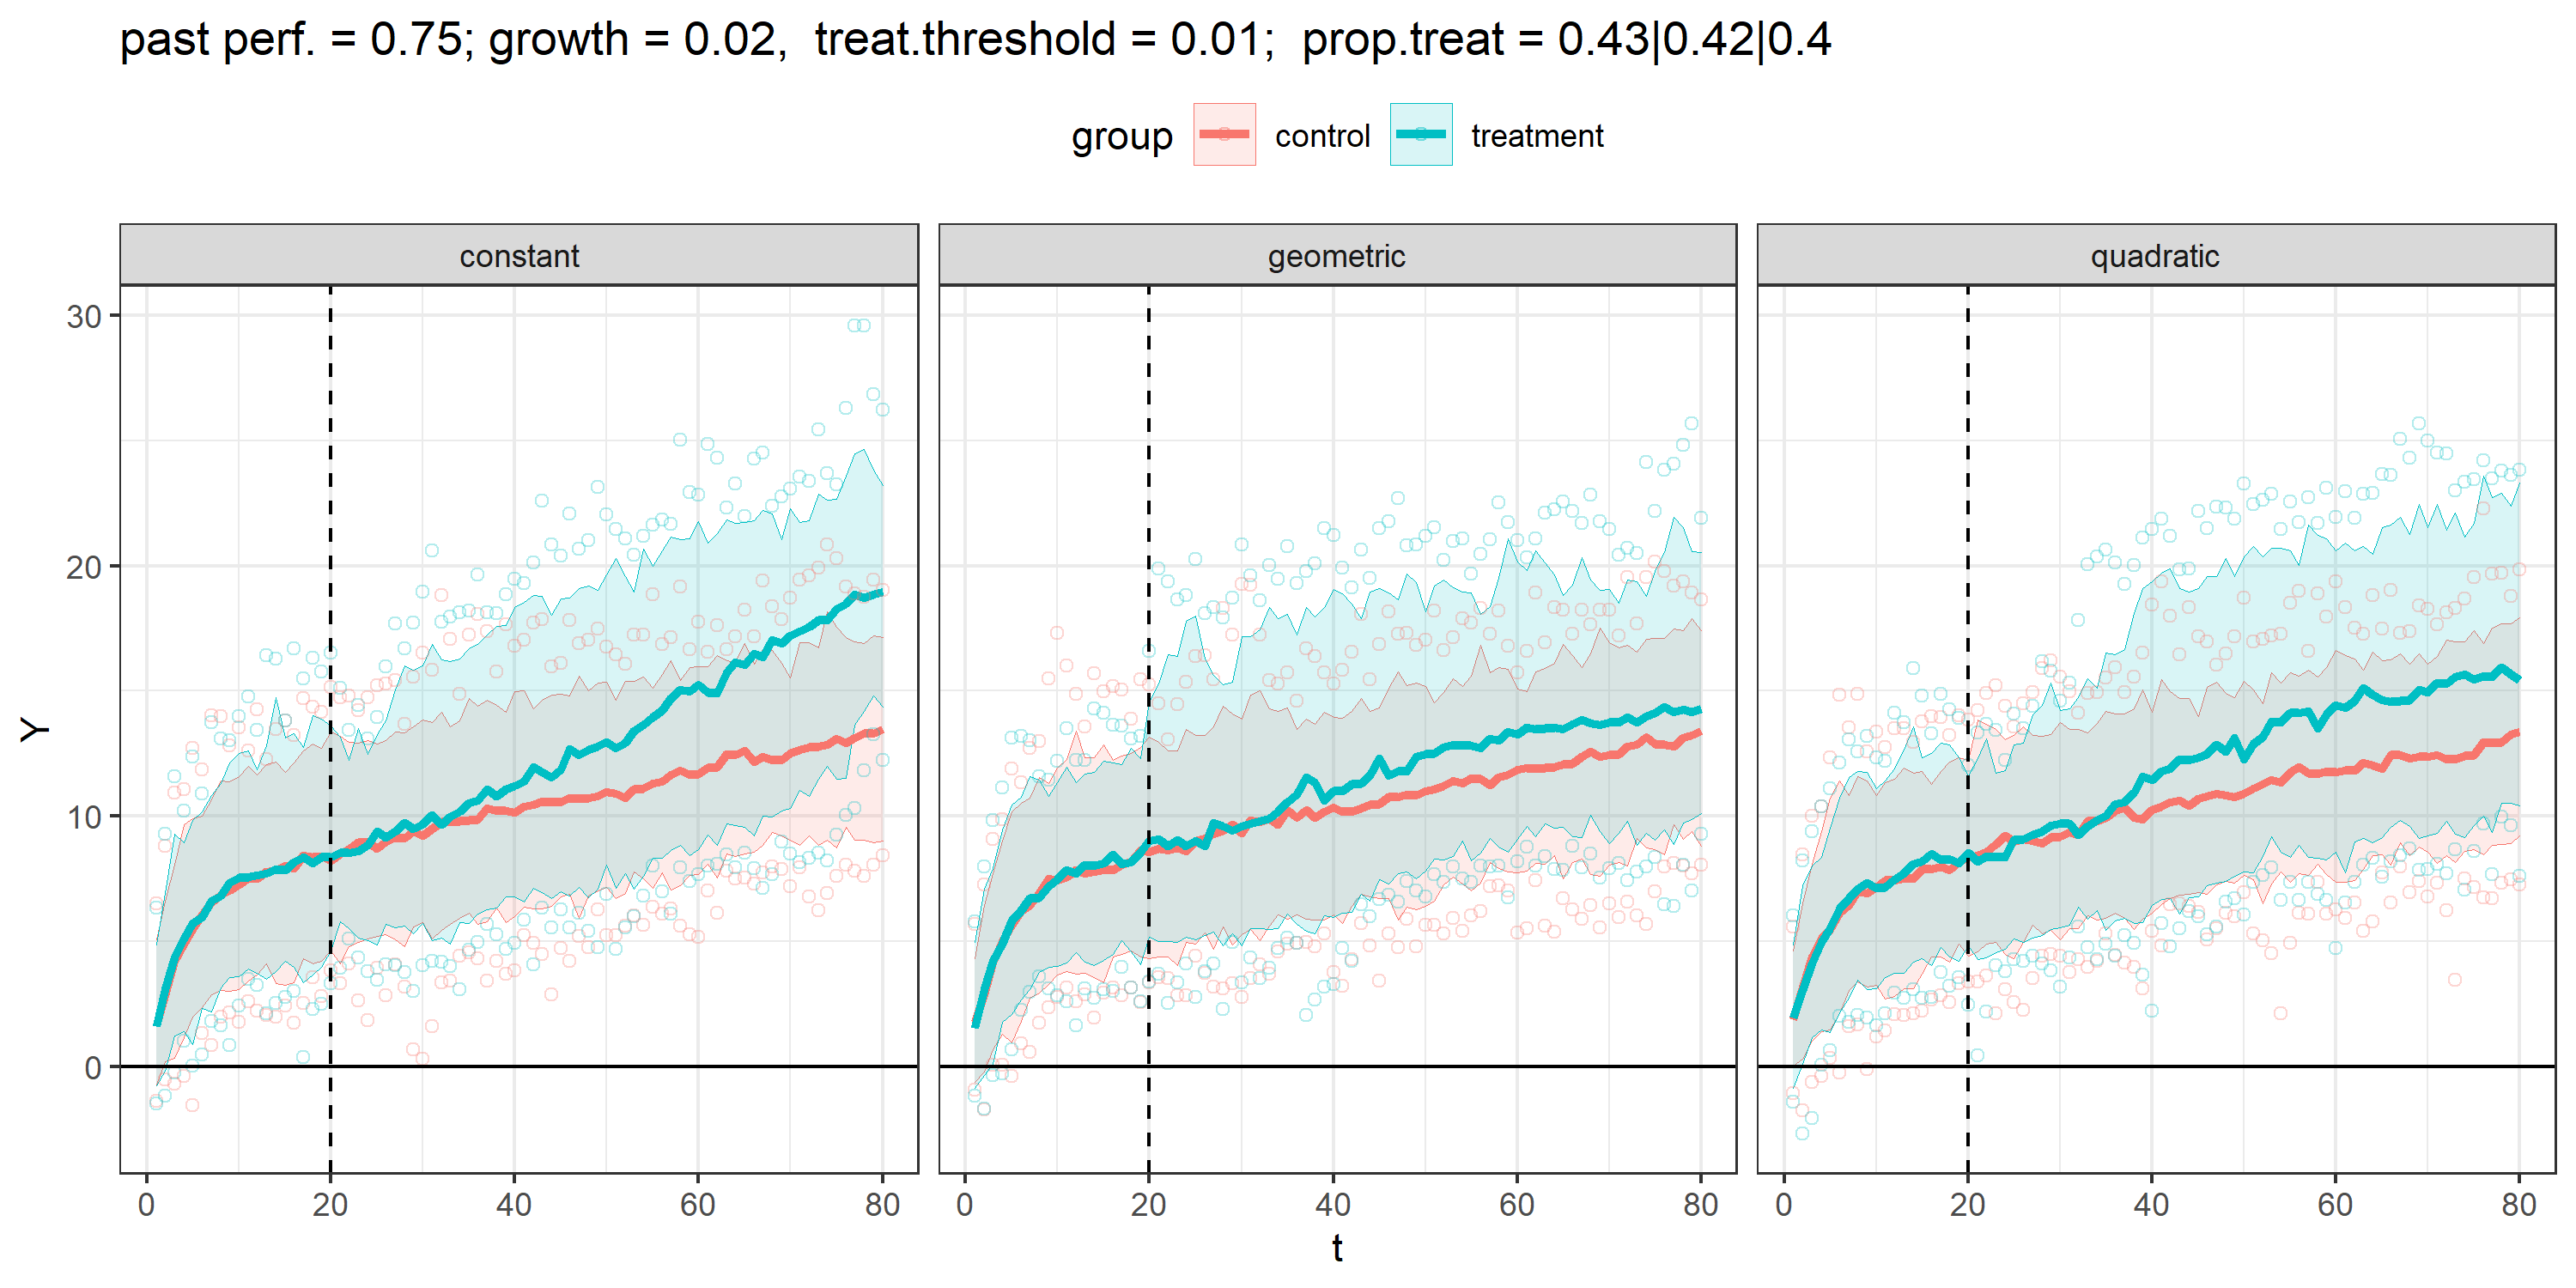 past perf. = 0.75; growth = 0.02,  treat.threshold = 0.01;  prop.treat = 0.43|0.42|0.4
group control treatment
constant geometric quadratic
30
20
10
0
Y
0 20 40 60 80 0 20 40 60 80 0 20 40 60 80
t